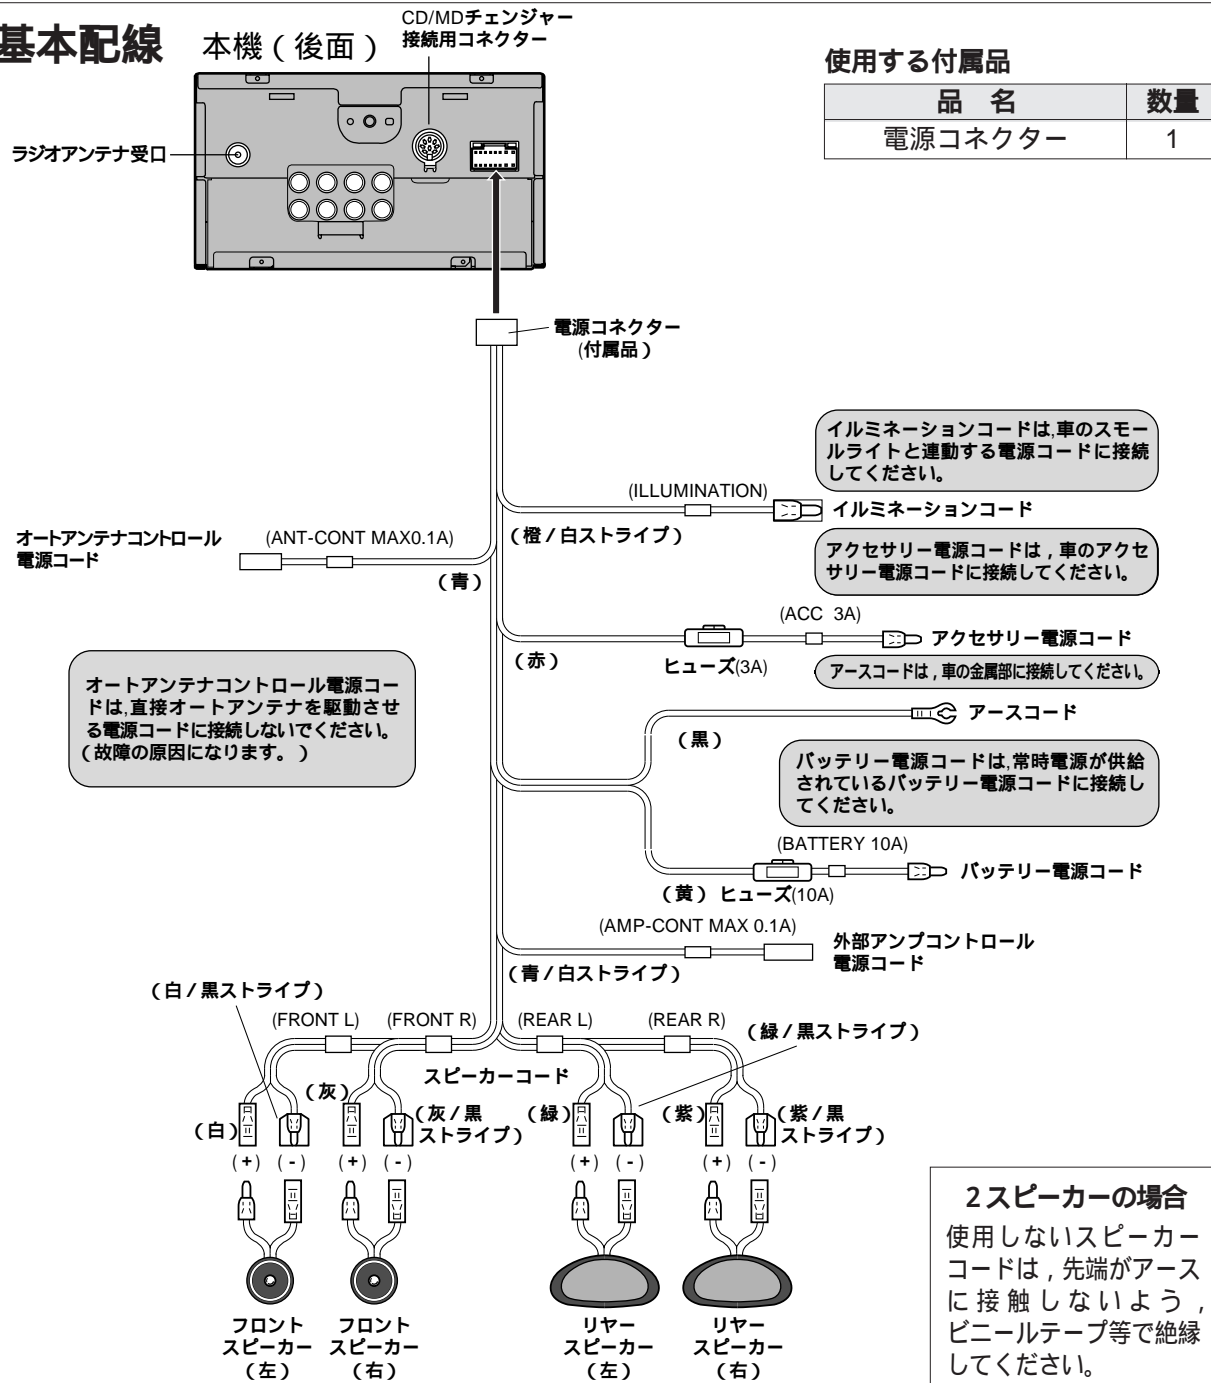 基本配線
本機（後面）
CD/MDチェンジャー
接続用コネクター
使用する付属品
品 名 数量
電源コネクター 1
ラジオアンテナ受口
電源コネクター
(付属品）
イルミネーションコードは,車のスモー
ルライトと連動する電源コードに接続
してください。
(ILLUMINATION)
イルミネーションコード
（橙／白ストライプ）
オートアンテナコントロール
電源コード
(ANT-CONT MAX0.1A)
（青）
アクセサリー電源コードは，車のアクセ
サリー電源コードに接続してください。
(ACC 3A)
アクセサリー電源コード
（赤）
ヒューズ(3A)
アースコードは，車の金属部に接続してください。
オートアンテナコントロール電源コー
ドは,直接オートアンテナを駆動させ
る電源コードに接続しないでください。
（故障の原因になります。）
アースコード
（黒）
バッテリー電源コードは,常時電源が供給
されているバッテリー電源コードに接続し
てください。
(BATTERY 10A)
バッテリー電源コード
（黄）ヒューズ(10A)
(AMP-CONT MAX 0.1A)
外部アンプコントロール
電源コード
（青／白ストライプ）
（白／黒ストライプ）
(FRONT L) (FRONT R) (REAR L) (REAR R)
（緑／黒ストライプ）
スピーカーコード
（白）
（灰）
（灰／黒
ストライプ）
（緑）
（紫）
（紫／黒
ストライプ）
(+) (-) (+) (-) (+) (-) (+) (-)
フロント
スピーカー
（左）
フロント
スピーカー
（右）
リヤー
スピーカー
（左）
リヤー
スピーカー
（右）
2スピーカーの場合
使用しないスピーカー
コードは，先端がアース
に接触しないよう，
ビニールテープ等で絶縁
してください。